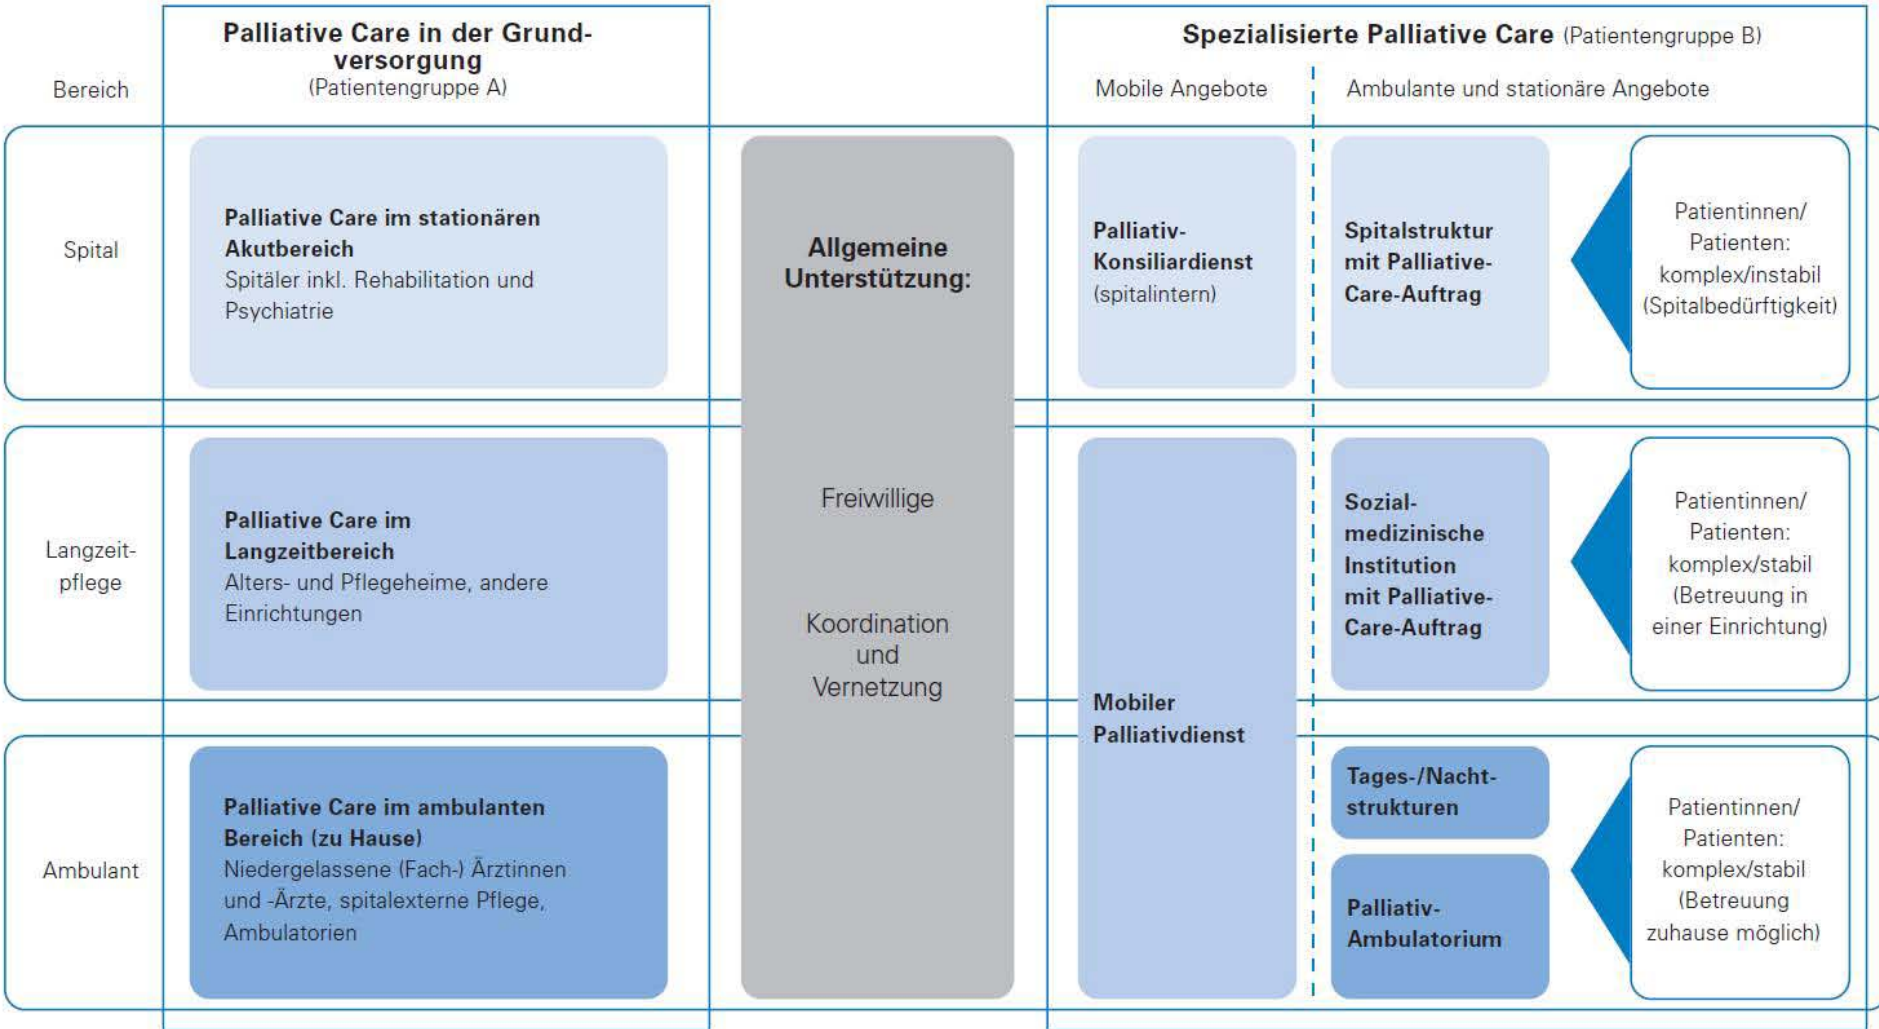 Palliative Care in der Grund-
versorgung
(Patientengruppe A)
Spezialisierte Palliative Care (Patientengruppe B)
Bereich
Mobile Angebote
Ambulante und stationäre Angebote
Spital
Palliative Care im stationären
Akutbereich
Spitäler inkl. Rehabilitation und
Psychiatrie
Allgemeine
Unterstützung:
Freiwillige
Koordination
und
Vernetzung
Palliativ-
Konsiliardienst
(spitalintern)
Spitalstruktur
mit Palliative-
Care-Auftrag
Patientinnen/
Patienten:
komplex/instabil
(Spitalbedürftigkeit)
Langzeit-
pflege
Palliative Care im
Langzeitbereich
Alters- und Pflegeheime, andere
Einrichtungen
Mobiler
Palliativdienst
Sozial-
medizinische
Institution
mit Palliative-
Care-Auftrag
Patientinnen/
Patienten:
komplex/stabil
(Betreuung in
einer Einrichtung)
Ambulant
Palliative Care im ambulanten
Bereich (zu Hause)
Niedergelassene (Fach-) Ärztinnen
und -Ärzte, spitalexterne Pflege,
Ambulatorien
Tages-/Nacht-
strukturen
Palliativ-
Ambulatorium
Patientinnen/
Patienten:
komplex/stabil
(Betreuung
zuhause möglich)